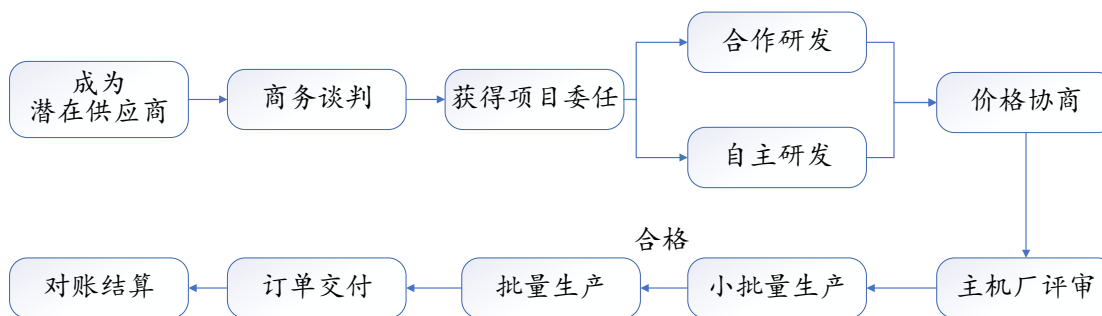 成为
潜在供应商
商务谈判
获得项目委任
合作研发
自主研发
价格协商
主机厂评审
小批量生产
合格
批量生产
订单交付
对账结算